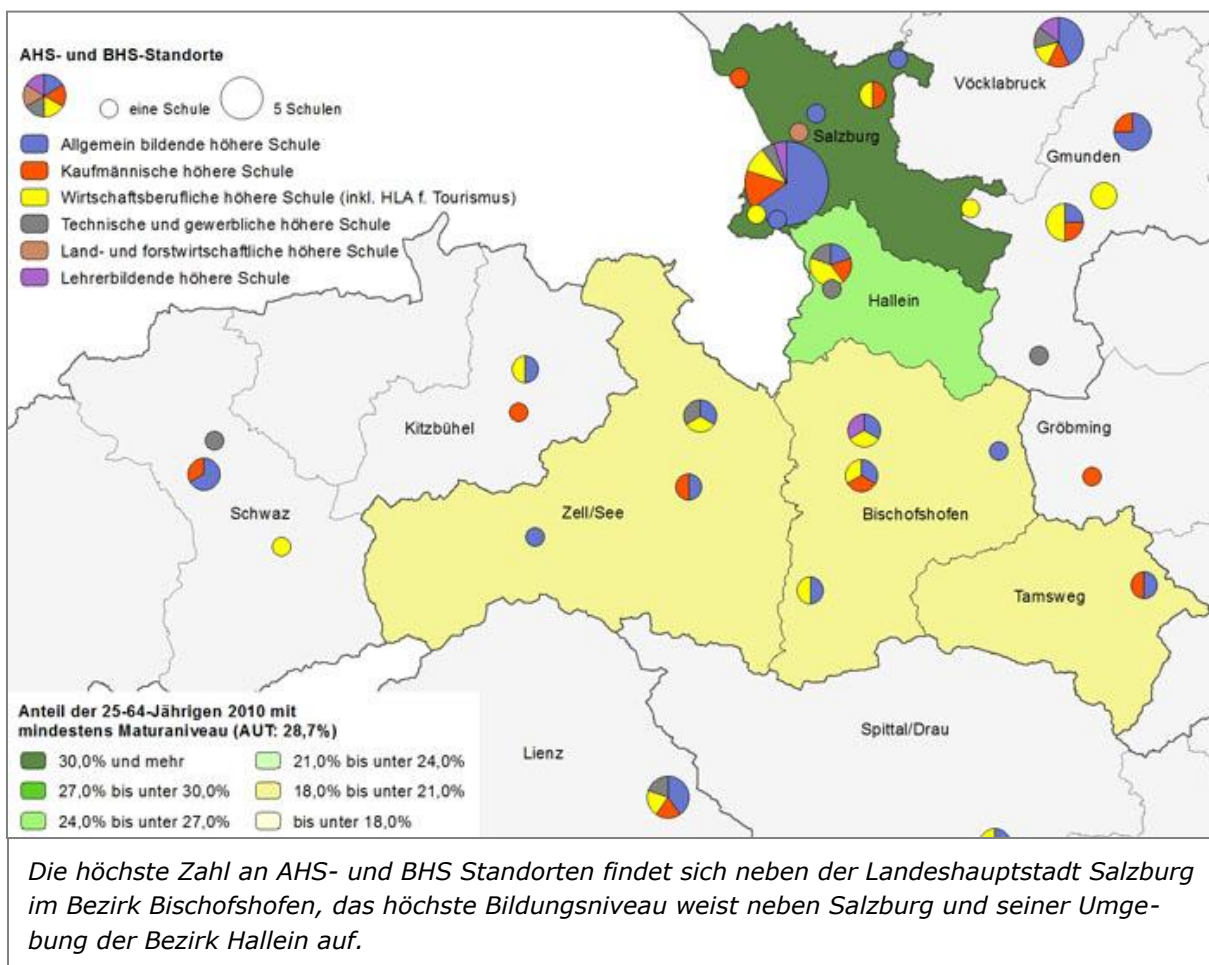 AHS- und BHS-Standorte
eine Schule
5 Schulen
Allgemein bildende höhere Schule
Kaufmännische höhere Schule
Wirtschaftsberufliche höhere Schule (inkl. HLA f. Tourismus)
Technische und gewerbliche höhere Schule
Land- und forstwirtschaftliche höhere Schule
Lehrerbildende höhere Schule
Vöcklabruck
Salzburg
Gmunden
Hallein
Kitzbühel
Gröbming
Schwaz
Zell/See
Bischofshofen
Tamsweg
Lienz
Spittal/Drau
Anteil der 25-64-Jährigen 2010 mit
mindestens Maturaniveau (AUT: 28,7%)
30,0% und mehr
27,0% bis unter 30,0%
24,0% bis unter 27,0%
21,0% bis unter 24,0%
18,0% bis unter 21,0%
bis unter 18,0%
Die höchste Zahl an AHS- und BHS Standorten findet sich neben der Landeshauptstadt Salzburg
im Bezirk Bischofshofen, das höchste Bildungsniveau weist neben Salzburg und seiner Umge-
bung der Bezirk Hallein auf.